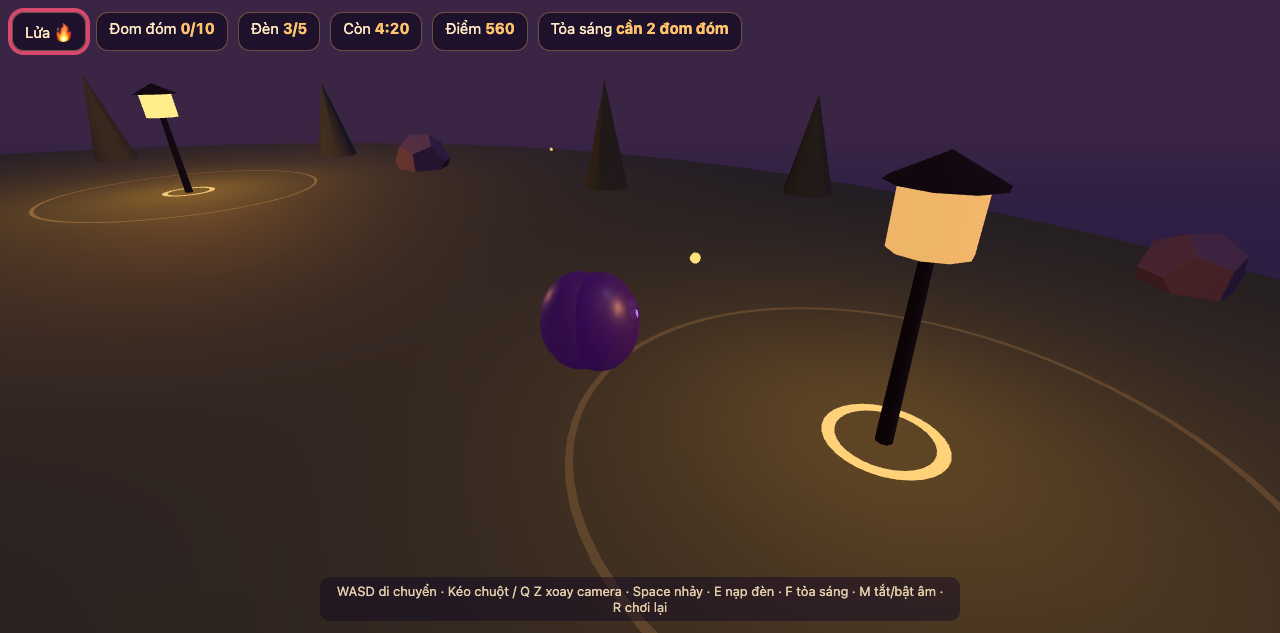 Lửa 🔥
Đom đóm 0/10
Đèn 3/5
Còn 4:20
Điểm 560
Tỏa sáng cần 2 đom đóm
WASD di chuyển · Kéo chuột / Q Z xoay camera · Space nhảy · E nạp đèn · F tỏa sáng · M tắt/bật âm ·
R chơi lại